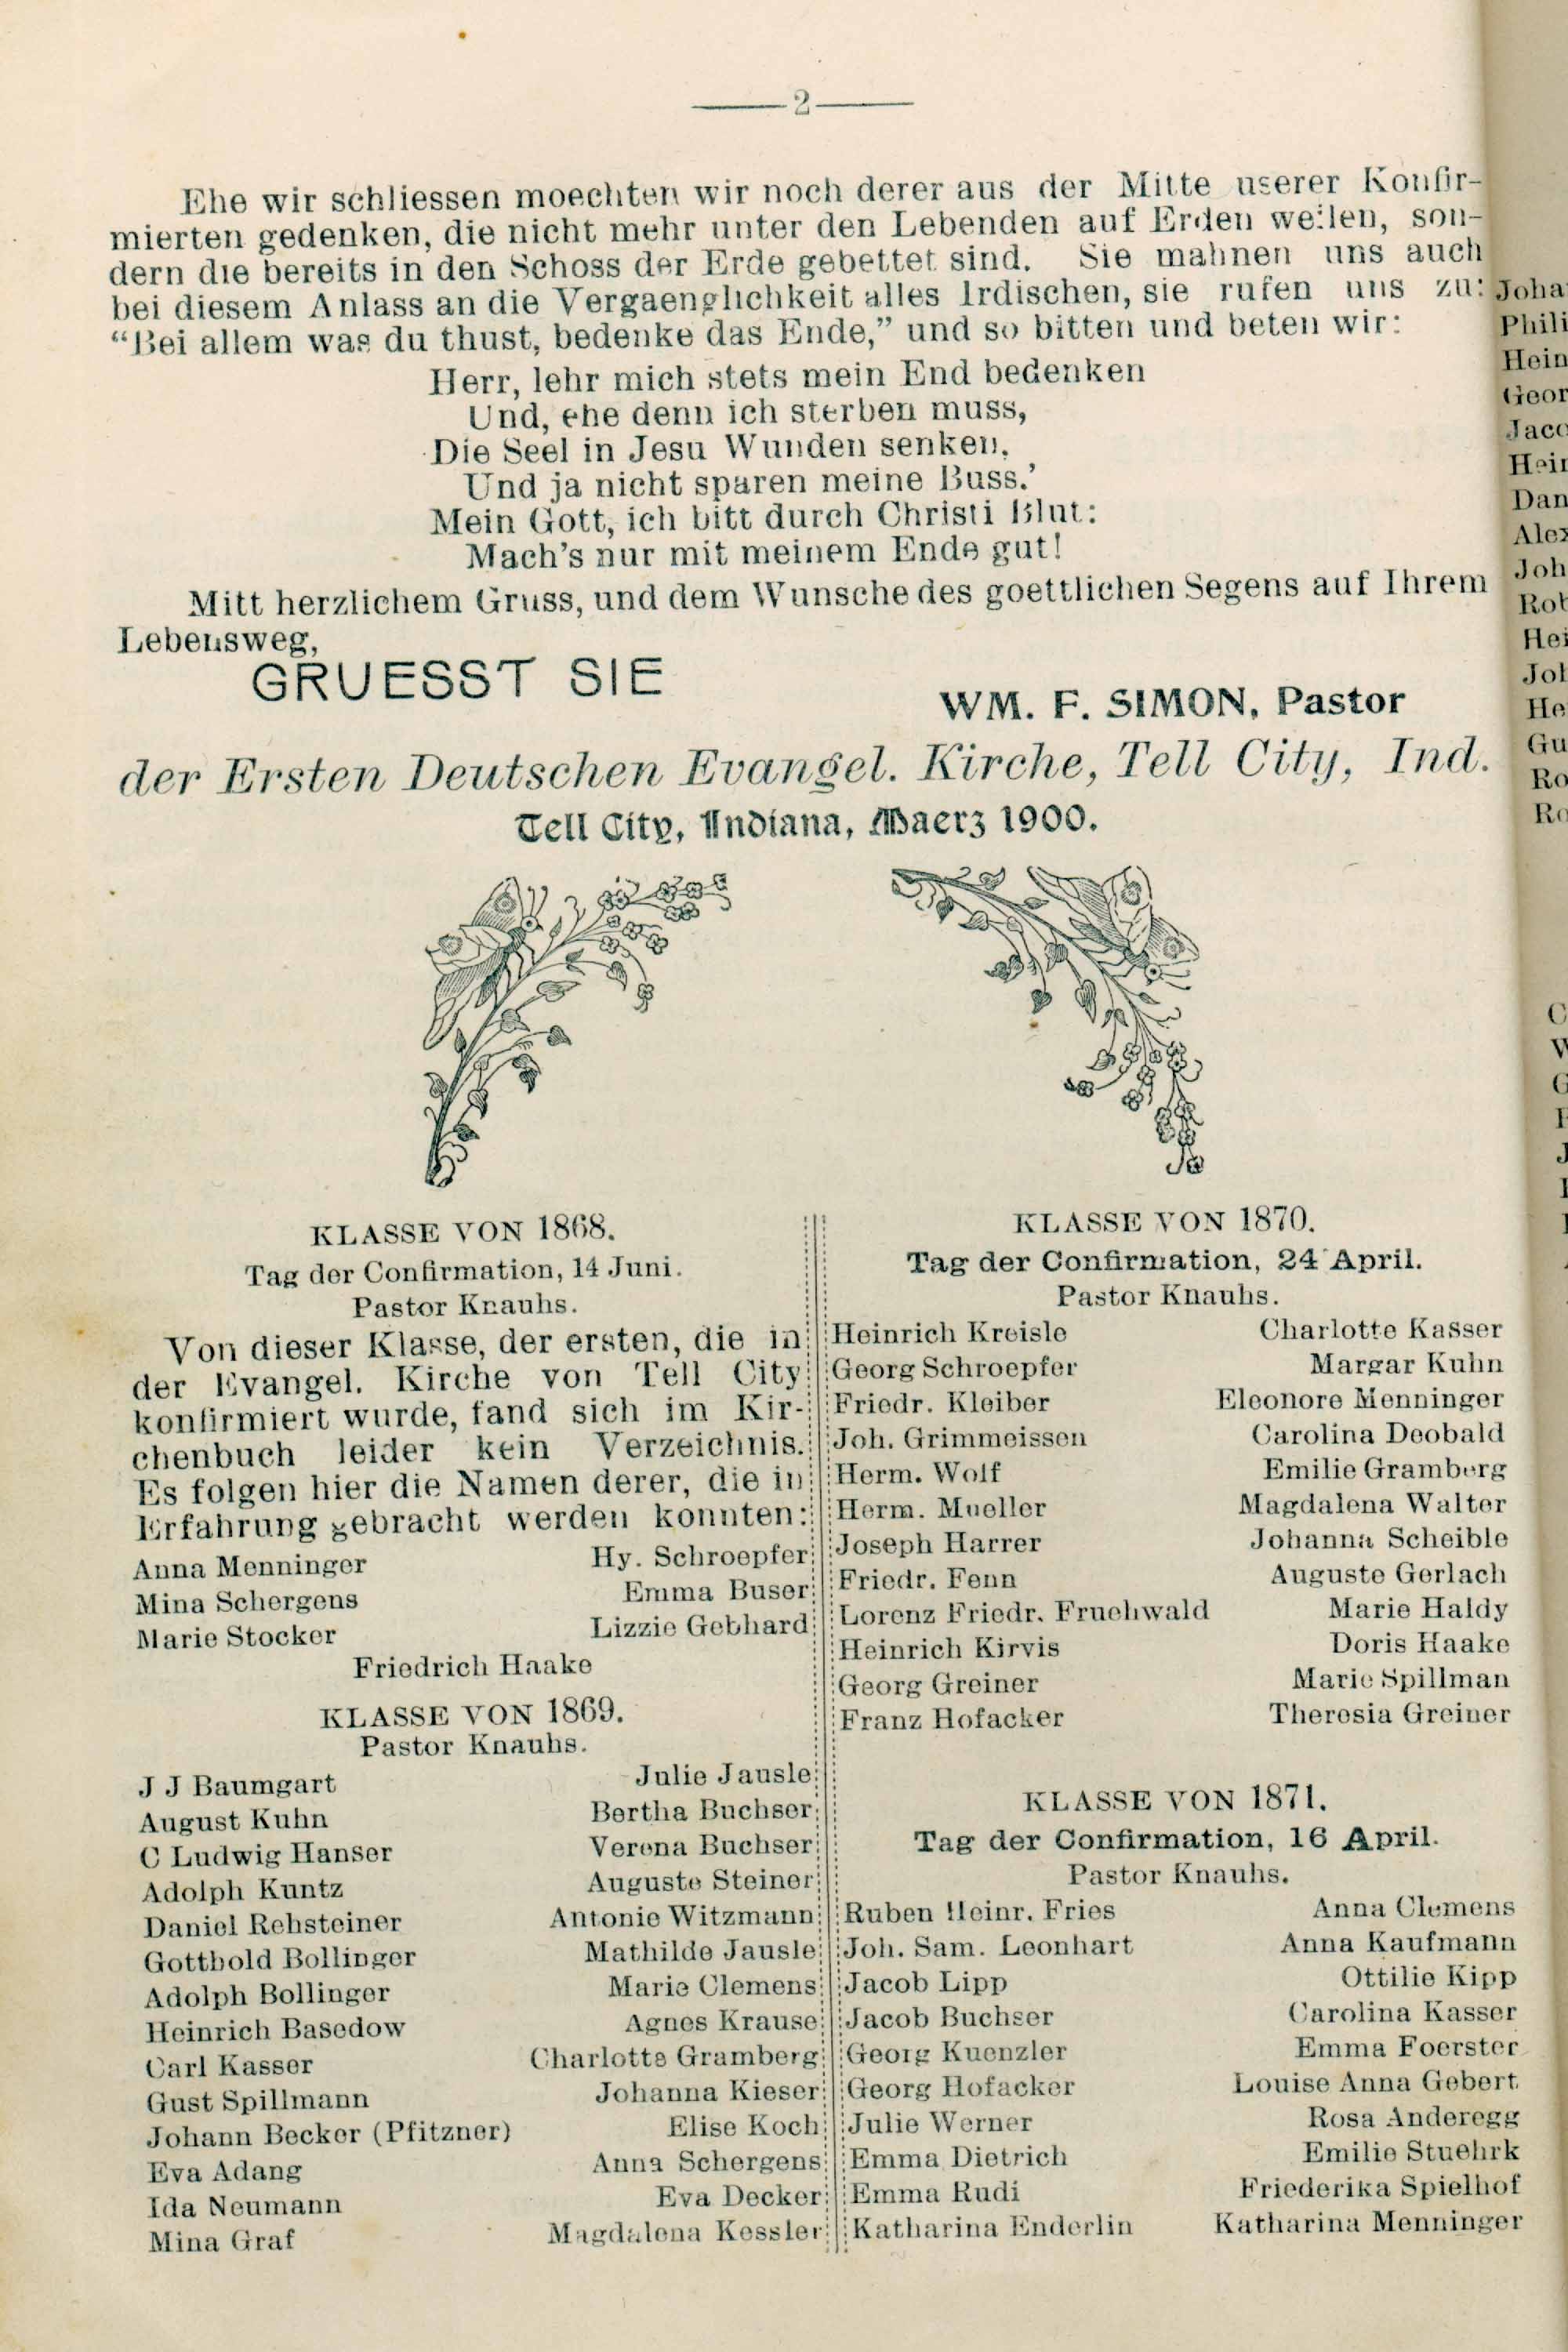 2
Ehe wir schliessen moechten wir noch derer aus der Mitte userer Konfir-
mierten gedenken, die nicht mehr unter den Lebenden auf Erden weilen, son-
dern die bereits in den Schoss der Erde gebettet sind. Sie mahnen uns auch
bei diesem Anlass an die Vergaenglichkeit alles Irdischen, sie rufen uns zu:
“Bei allem was du thust, bedenke das Ende,” und so bitten und beten wir:
Herr, lehr mich stets mein End bedenken
Und, ehe denn ich sterben muss,
Die Seel in Jesu Wunden senken,
Und ja nicht sparen meine Buss.’
Mein Gott, ich bitt durch Christi Blut:
Mach's nur mit meinem Ende gut!
Mitt herzlichem Gruss, und dem Wunsche des goettlichen Segens auf Ihrem
Lebensweg,
GRUESST SIE
WM. F. SIMON, Pastor
der Ersten Deutschen Evangel. Kirche, Tell City, Ind.
Tell City, Indiana, Maerz 1900.
KLASSE VON 1868.
Tag der Confirmation, 14 Juni.
Pastor Knauhs.
Von dieser Klasse, der ersten, die in
der Evangel. Kirche von Tell City
konfirmiert wurde, fand sich im Kir-
chenbuch leider kein Verzeichnis.
Es folgen hier die Namen derer, die in
Erfahrung gebracht werden konnten:
Anna Menninger Hy. Schroepfer
Mina Schergens Emma Buser
Marie Stocker Lizzie Gebhard
Friedrich Haake
KLASSE VON 1869.
Pastor Knauhs.
J J Baumgart Julie Jausle
August Kuhn Bertha Buchser
C Ludwig Hanser Verena Buchser
Adolph Kuntz Auguste Steiner
Daniel Rehsteiner Antonie Witzmann
Gotthold Bollinger Mathilde Jausle
Adolph Bollinger Marie Clemens
Heinrich Basedow Agnes Krause
Carl Kasser Charlotte Gramberg
Gust Spillmann Johanna Kieser
Johann Becker (Pfitzner) Elise Koch
Eva Adang Anna Schergens
Ida Neumann Eva Decker
Mina Graf Magdalena Kessler
KLASSE VON 1870.
Tag der Confirmation, 24 April.
Pastor Knauhs.
Heinrich Kreisle Charlotte Kasser
Georg Schroepfer Margar Kuhn
Friedr. Kleiber Eleonore Menninger
Joh. Grimmeissen Carolina Deobald
Herm. Wolf Emilie Gramberg
Herm. Mueller Magdalena Walter
Joseph Harrer Johanna Scheible
Friedr. Fenn Auguste Gerlach
Lorenz Friedr. Fruehwald Marie Haldy
Heinrich Kirvis Doris Haake
Georg Greiner Marie Spillman
Franz Hofacker Theresia Greiner
KLASSE VON 1871.
Tag der Confirmation, 16 April.
Pastor Knauhs.
Ruben Heinr. Fries Anna Clemens
Joh. Sam. Leonhart Anna Kaufmann
Jacob Lipp Ottilie Kipp
Jacob Buchser Carolina Kasser
Georg Kuenzler Emma Foerster
Georg Hofacker Louise Anna Gebert
Julie Werner Rosa Anderegg
Emma Dietrich Emilie Stuehrk
Emma Rudi Friederika Spielhof
Katharina Enderlin Katharina Menninger